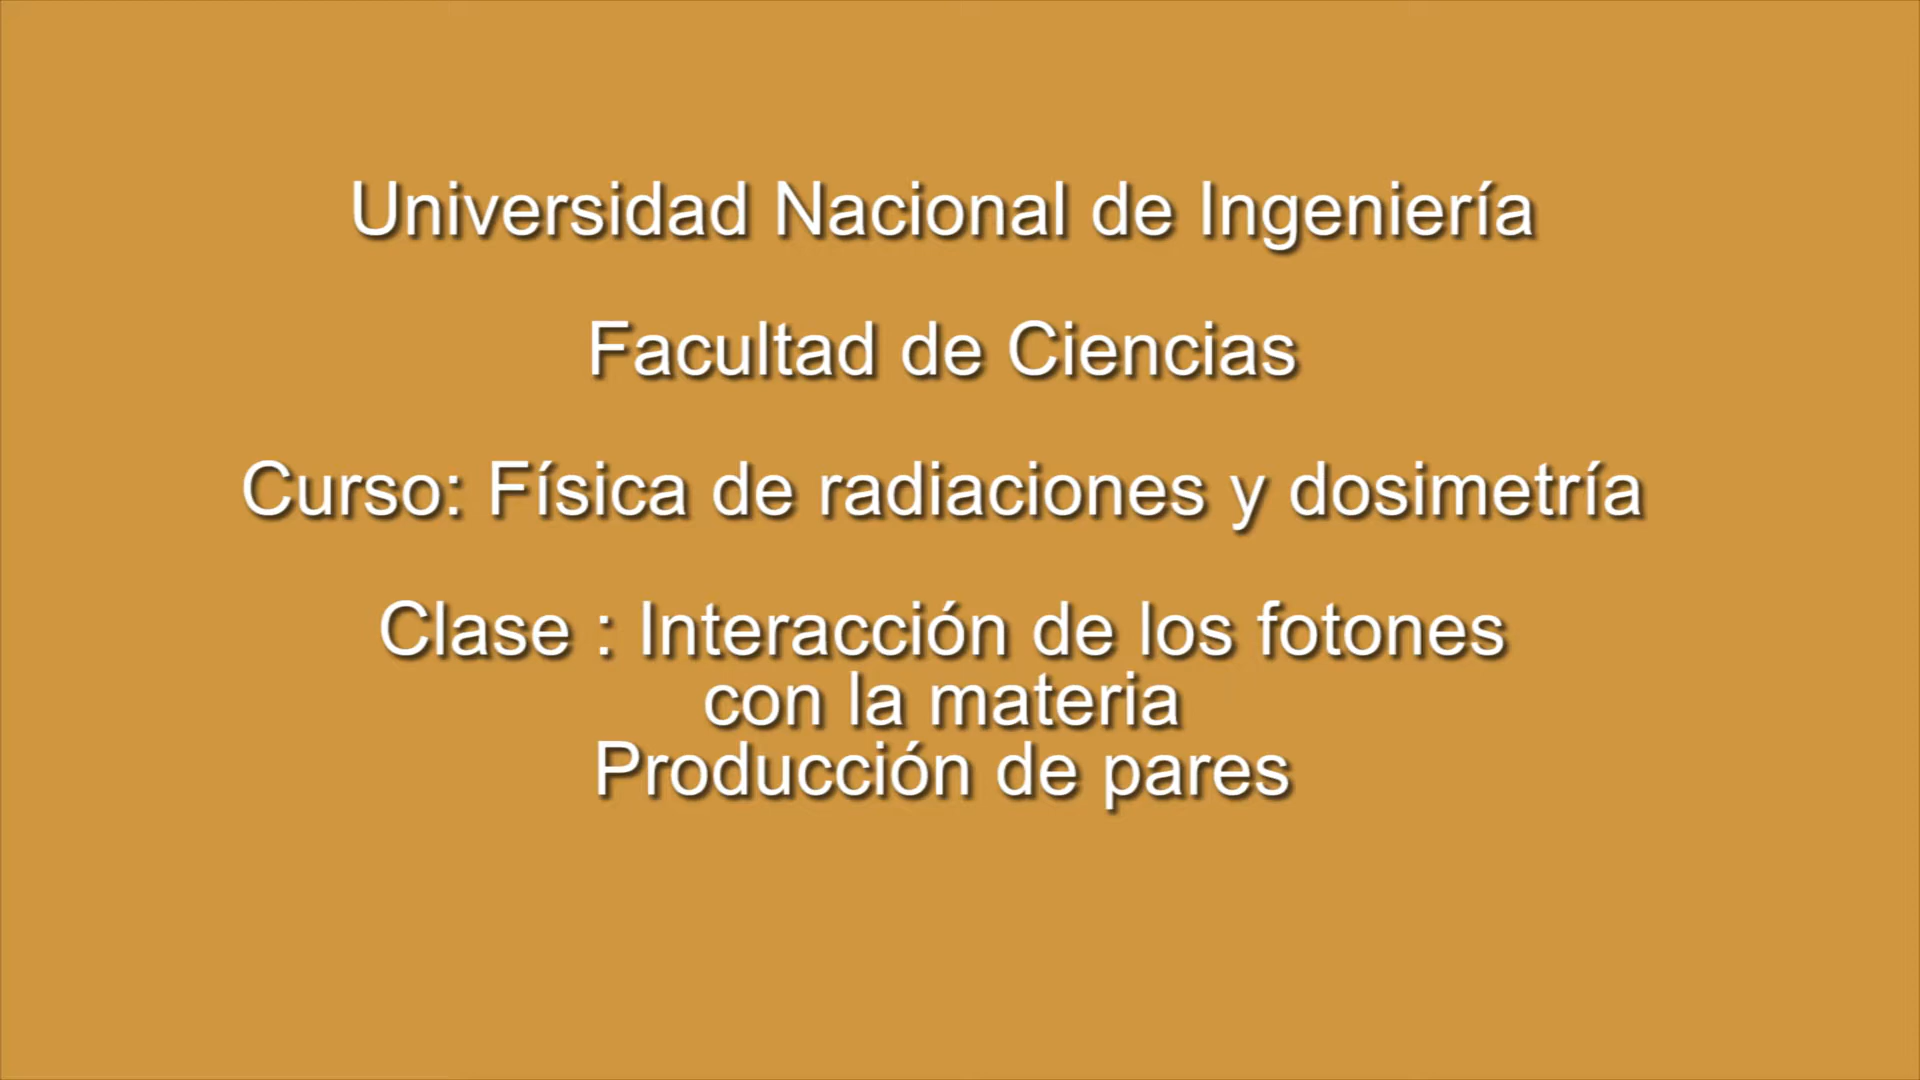 Universidad Nacional de Ingeniería
Facultad de Ciencias
Curso: Física de radiaciones y dosimetría
Clase : Interacción de los fotones
con la materia
Producción de pares